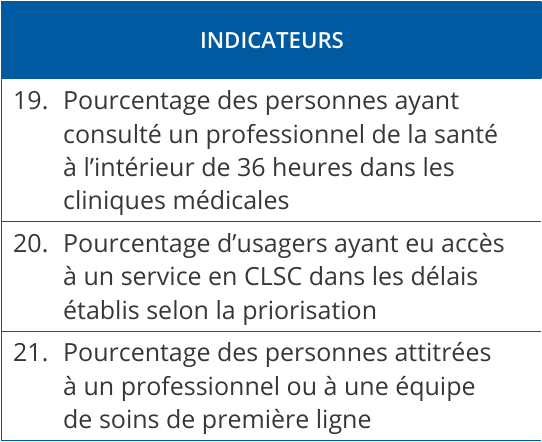 INDICATEURS
19. Pourcentage des personnes ayant
consulté un professionnel de la santé
à l’intérieur de 36 heures dans les
cliniques médicales
20. Pourcentage d’usagers ayant eu accès
à un service en CLSC dans les délais
établis selon la priorisation
21. Pourcentage des personnes attitrées
à un professionnel ou à une équipe
de soins de première ligne